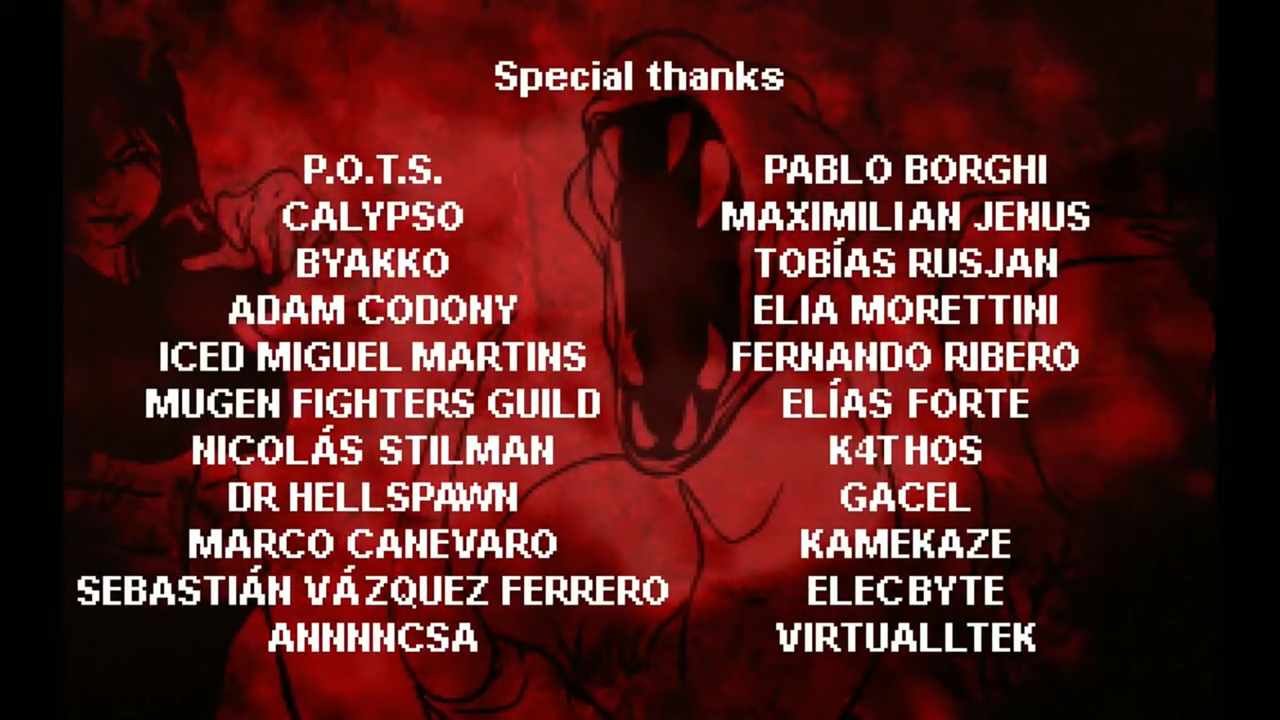 Special thanks
P.O.T.S.
CALYPSO
BYAKKO
ADAM CODONY
ICED MIGUEL MARTINS
MUGEN FIGHTERS GUILD
NICOLÁS STILMAN
DR HELLSPAWN
MARCO CANEVARO
SEBASTIÁN VÁZQUEZ FERRERO
ANNNNCSA
PABLO BORGHI
MAXIMILIAN JENUS
TOBÍAS RUSJAN
ELIA MORETTINI
FERNANDO RIBERO
ELÍAS FORTE
K4THOS
GACEL
KAMEKAZE
ELECBYTE
VIRTUALLTEK